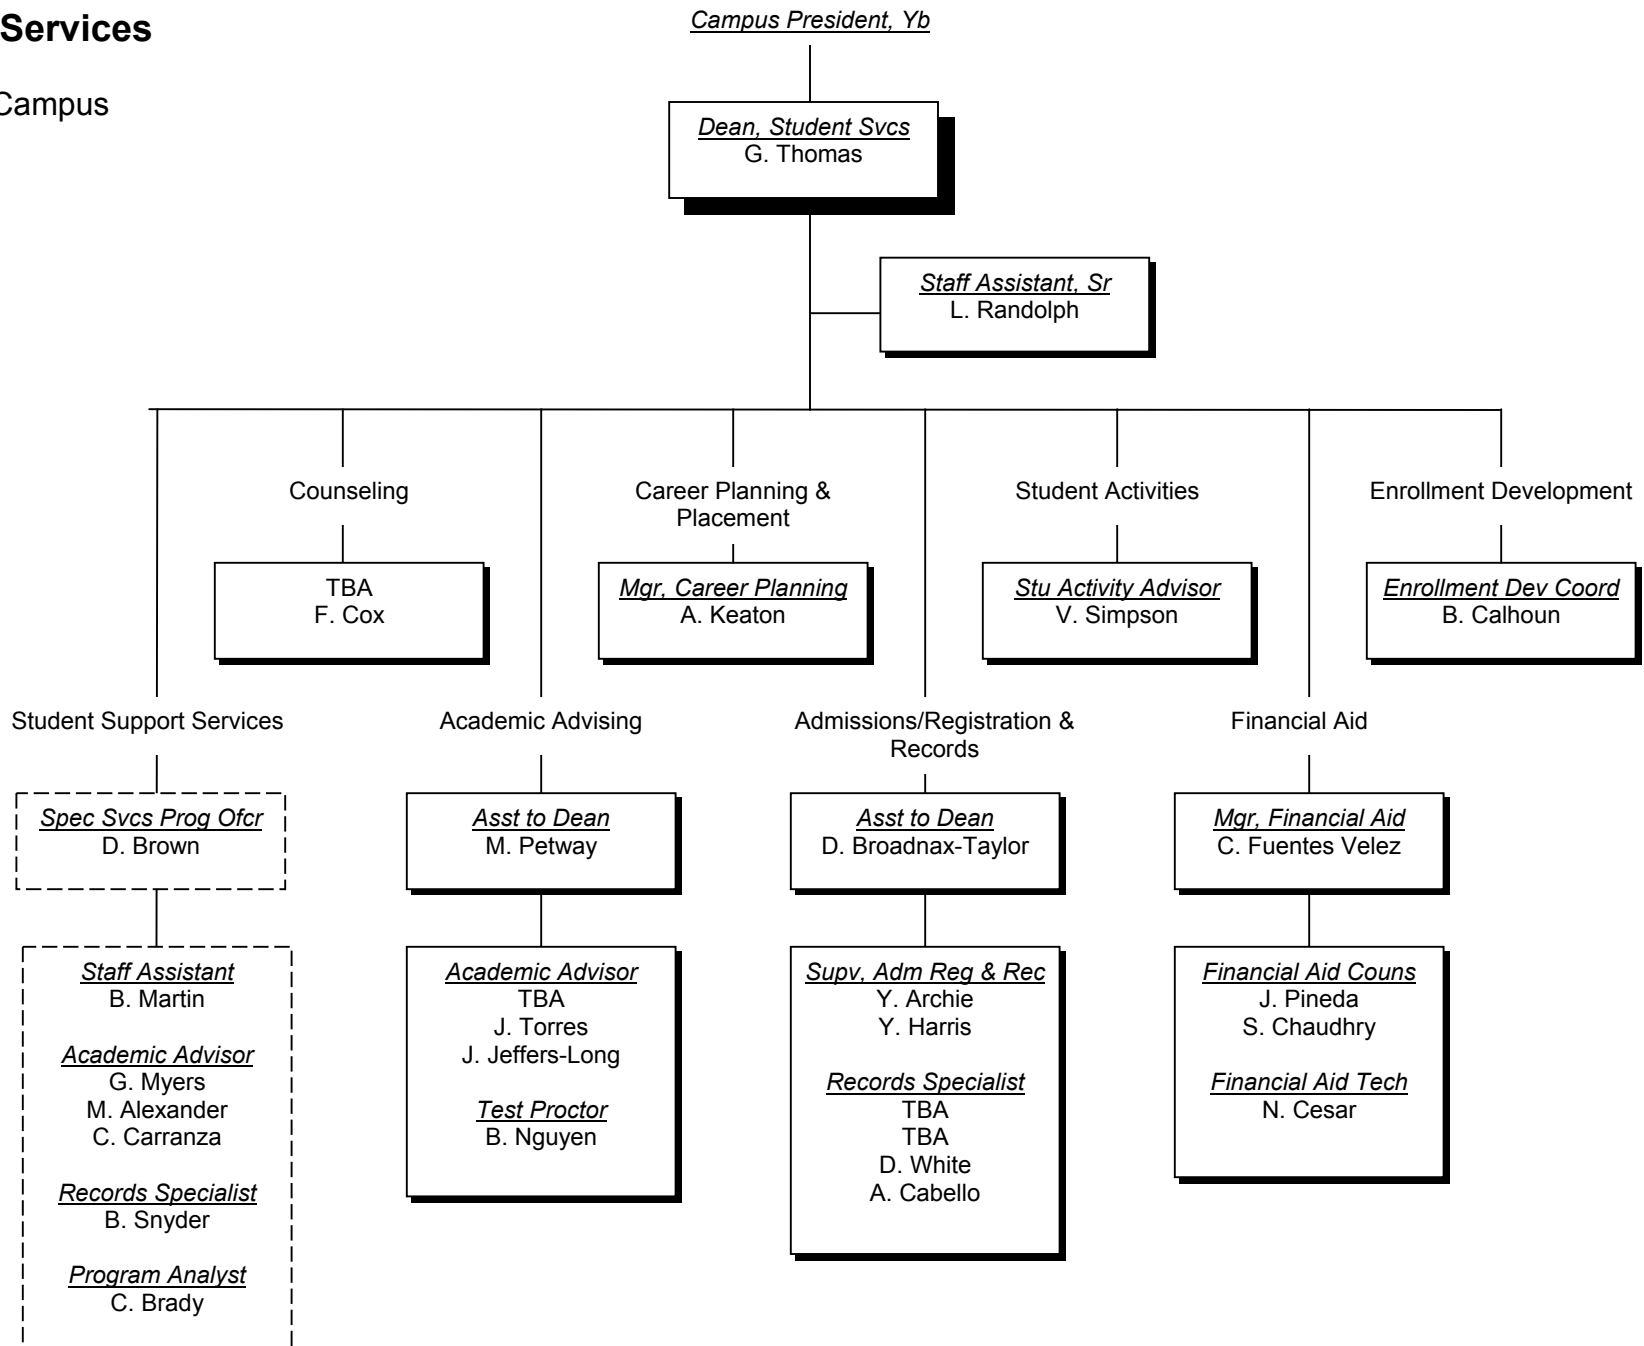 Services
Campus
Campus President, Yb
Dean, Student Svcs
G. Thomas
Staff Assistant, Sr
L. Randolph
Counseling
TBA
F. Cox
Career Planning &
Placement
Mgr, Career Planning
A. Keaton
Student Activities
Stu Activity Advisor
V. Simpson
Enrollment Development
Enrollment Dev Coord
B. Calhoun
Student Support Services
Spec Svcs Prog Ofcr
D. Brown
Staff Assistant
B. Martin
Academic Advisor
G. Myers
M. Alexander
C. Carranza
Records Specialist
B. Snyder
Program Analyst
C. Brady
Academic Advising
Asst to Dean
M. Petway
Academic Advisor
TBA
J. Torres
J. Jeffers-Long
Test Proctor
B. Nguyen
Admissions/Registration &
Records
Asst to Dean
D. Broadnax-Taylor
Supv, Adm Reg & Rec
Y. Archie
Y. Harris
Records Specialist
TBA
TBA
D. White
A. Cabello
Financial Aid
Mgr, Financial Aid
C. Fuentes Velez
Financial Aid Couns
J. Pineda
S. Chaudhry
Financial Aid Tech
N. Cesar